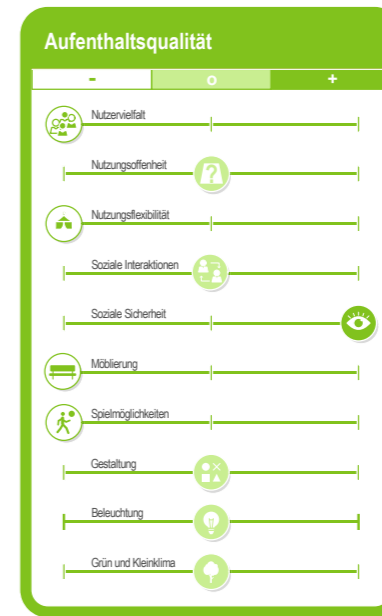 Aufenthaltsqualität
- o +
Nutzervielfalt
Nutzungsoffenheit
?
Nutzungsflexibilität
Soziale Interaktionen
Soziale Sicherheit
Möblierung
Spielmöglichkeiten
Gestaltung
Beleuchtung
Grün und Kleinklima